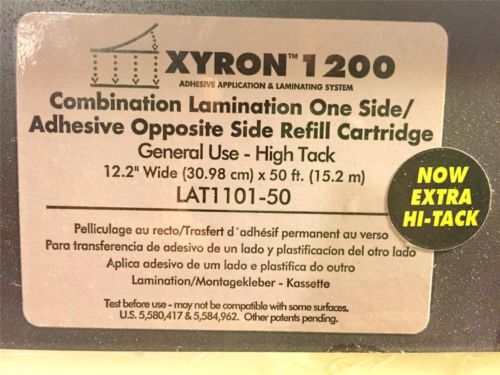 XYRON™ 1200
ADHESIVE APPLICATION & LAMINATING SYSTEM
Combination Lamination One Side/
Adhesive Opposite Side Refill Cartridge
General Use - High Tack
12.2" Wide (30.98 cm) x 50 ft. (15.2 m)
LAT1101-50
NOW
EXTRA
HI-TACK
Pelliculage au recto/Trasfert d´adhésif permanent au verso
Para transferencia de adesivo de un lado y plastificacíon del otro lado
Aplica adesivo de um lado e plastifica do outro
Lamination/Montagekleber - Kassette
Test before use - may not be compatible with some surfaces.
U.S. 5,580,417 & 5,584,962. Other patents pending.